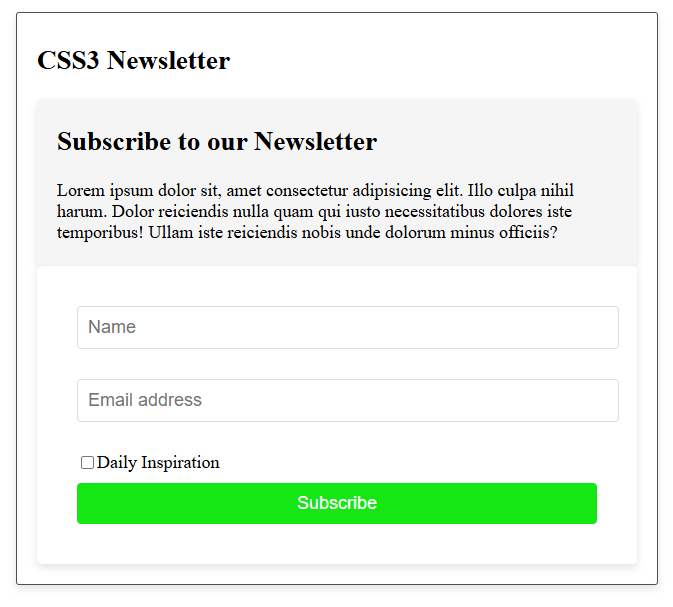 CSS3 Newsletter
Subscribe to our Newsletter
Lorem ipsum dolor sit, amet consectetur adipisicing elit. Illo culpa nihil
harum. Dolor reiciendis nulla quam qui iusto necessitatibus dolores iste
temporibus! Ullam iste reiciendis nobis unde dolorum minus officiis?
Name
Email address
Daily Inspiration
Subscribe